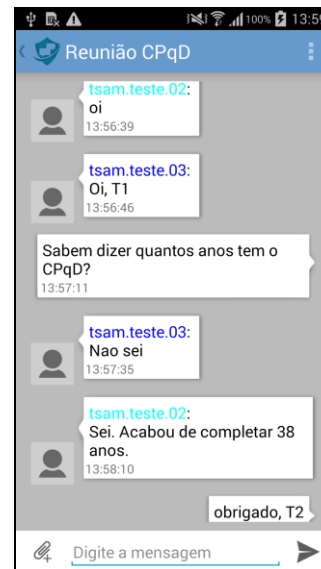 100% 13:59
Reunião CPqD
tsam.teste.02:
oi
13:56:39
tsam.teste.03:
Oi, T1
13:56:46
Sabem dizer quantos anos tem o
CPqD?
13:57:11
tsam.teste.03:
Nao sei
13:57:35
tsam.teste.02:
Sei. Acabou de completar 38
anos.
13:58:10
obrigado, T2
Digite a mensagem